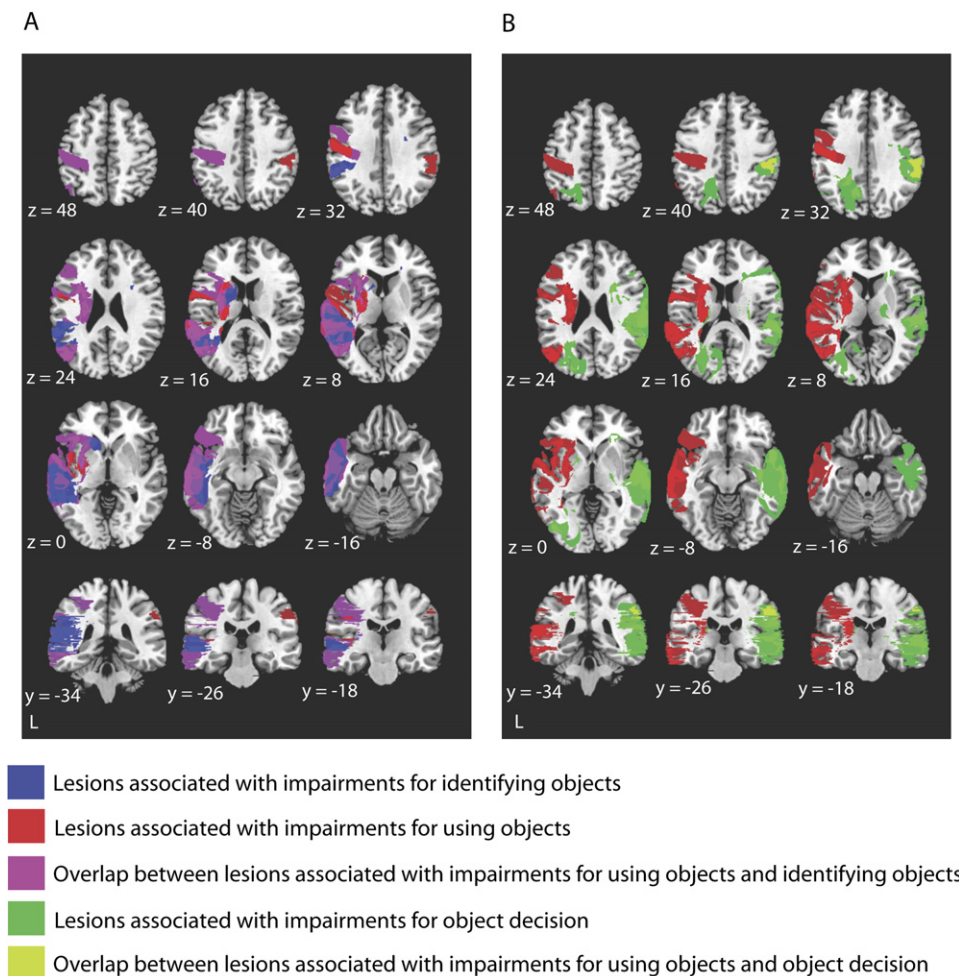 A
B
z = 48
z = 40
z = 32
z = 48
z = 40
z = 32
z = 24
z = 16
z = 8
z = 24
z = 16
z = 8
z = 0
z = -8
z = -16
z = 0
z = -8
z = -16
y = -34
y = -26
y = -18
y = -34
y = -26
y = -18
L
L
Lesions associated with impairments for identifying objects
Lesions associated with impairments for using objects
Overlap between lesions associated with impairments for using objects and identifying objects
Lesions associated with impairments for object decision
Overlap between lesions associated with impairments for using objects and object decision